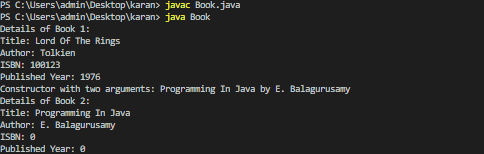 PS C:\Users\admin\Desktop\karan> javac Book.java
PS C:\Users\admin\Desktop\karan> java Book
Details of Book 1:
Title: Lord Of The Rings
Author: Tolkien
ISBN: 100123
Published Year: 1976
Constructor with two arguments: Programming In Java by E. Balagurusamy
Details of Book 2:
Title: Programming In Java
Author: E. Balagurusamy
ISBN: 0
Published Year: 0